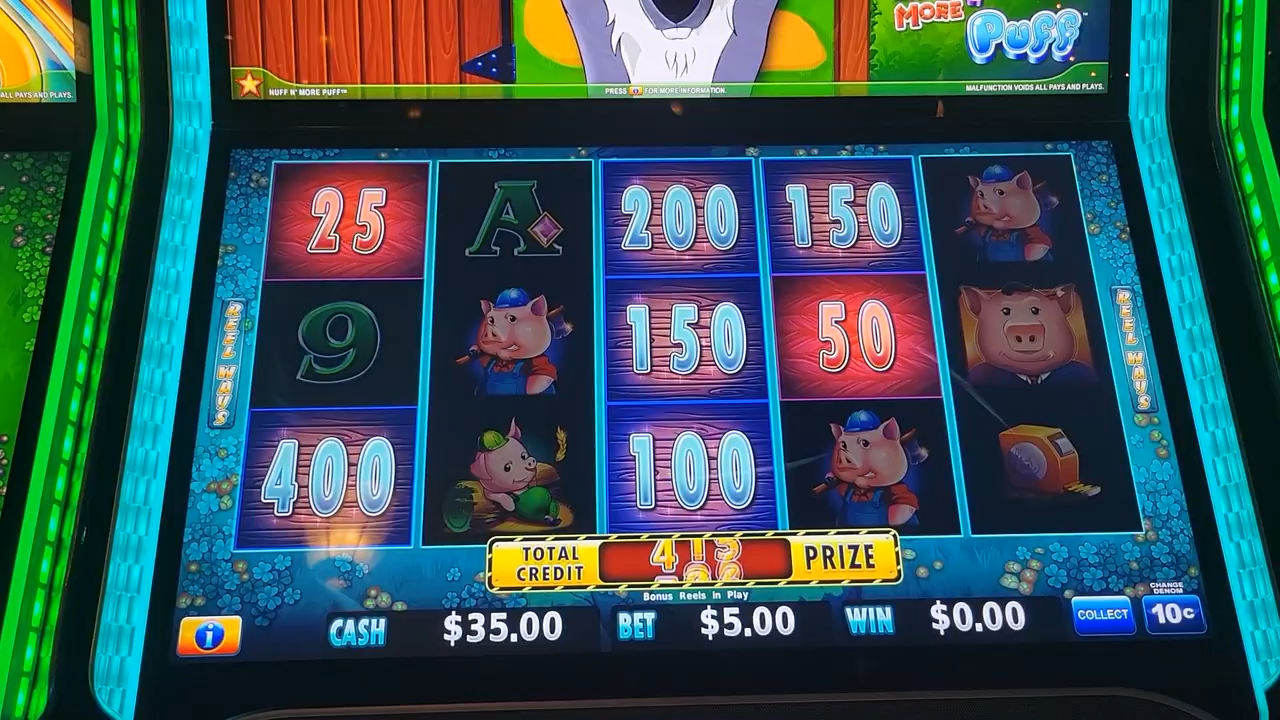 MORE
PUFF
ALL PAYS AND PLAYS.
NUFF N' MORE PUFF™
PRESS FOR MORE INFORMATION.
MALFUNCTION VOIDS ALL PAYS AND PLAYS.
25 A 200 150
REEL WAYS
9 150 50
REEL WAYS
400 100
TOTAL CREDIT
PRIZE
Bonus Reels In Play
CASH $35.00 BET $5.00 WIN $0.00
COLLECT
CHANGE DENOM
10¢